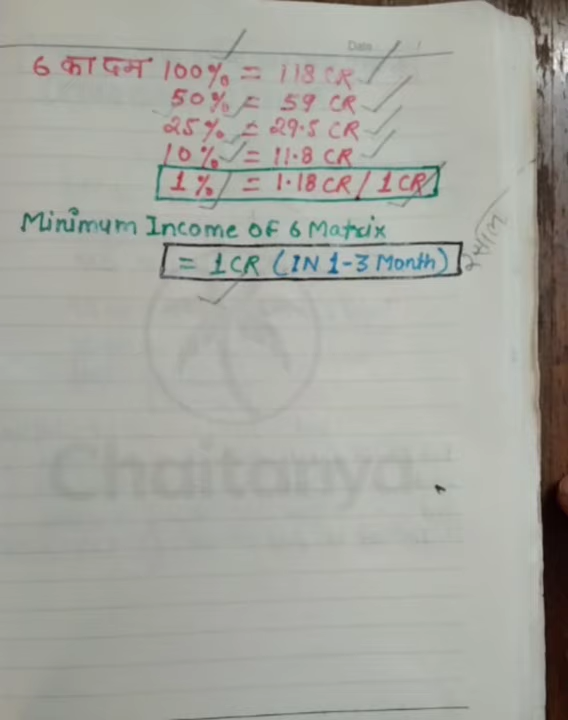 Date
6 का दम 100% = 118 CR
50% = 59 CR
25% = 29.5 CR
10% = 11.8 CR
1% = 1.18 CR / 1 CR
Minimum Income OF 6 Matrix
= 1 CR (IN 1-3 Month)
Chaitanya